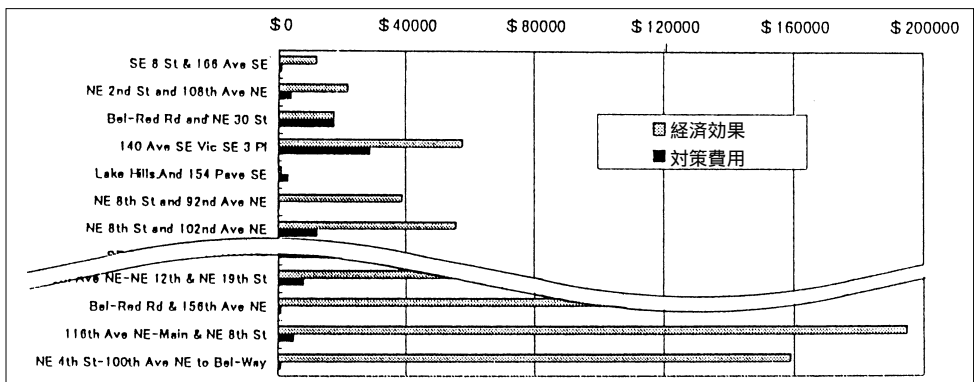 $ 0 $ 40000 $ 80000 $ 120000 $ 160000 $ 200000
SE 8 St & 166 Ave SE
NE 2nd St and 108th Ave NE
Bel-Red Rd and NE 30 St
140 Ave SE Vic SE 3 Pl
Lake Hills.And 154 Pave SE
NE 8th St and 92nd Ave NE
NE 8th St and 102nd Ave NE
Ave NE-NE 12th & NE 19th St
Bel-Red Rd & 156th Ave NE
116th Ave NE-Main & NE 8th St
NE 4th St-100th Ave NE to Bel-Way
経済効果
対策費用